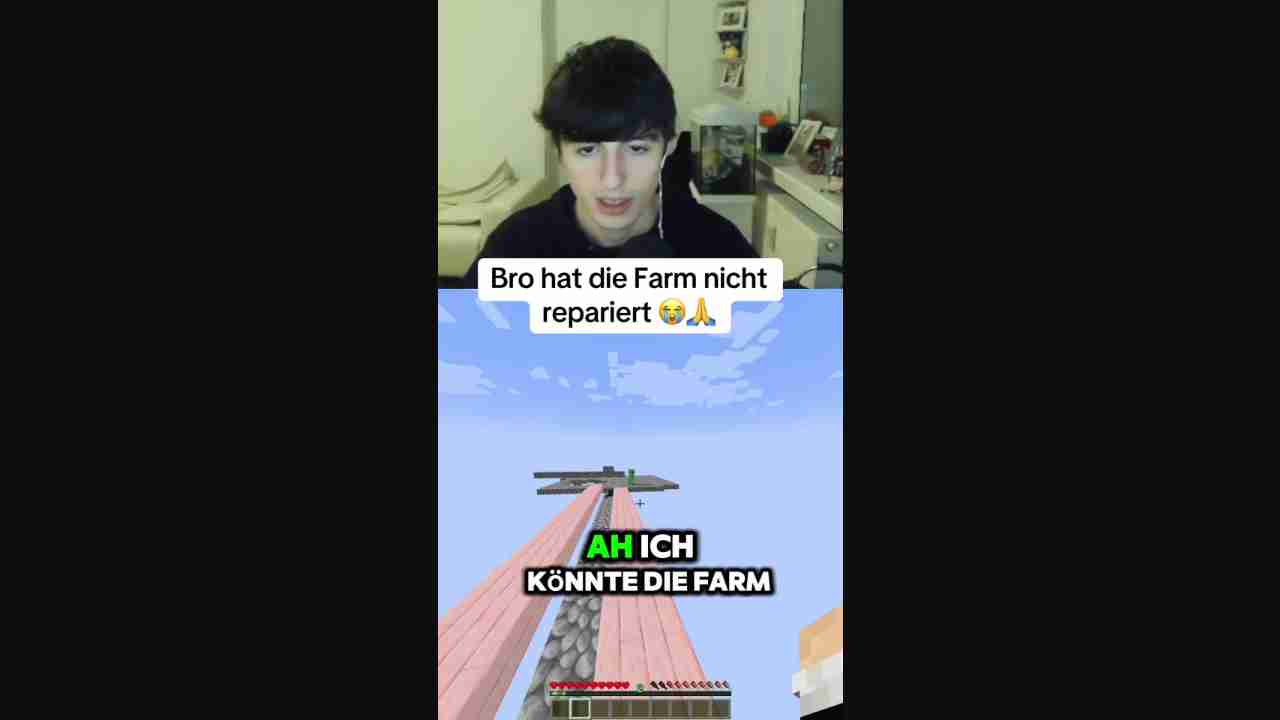 Bro hat die Farm nicht
repariert 😭🙏
AH ICH
KÖNNTE DIE FARM